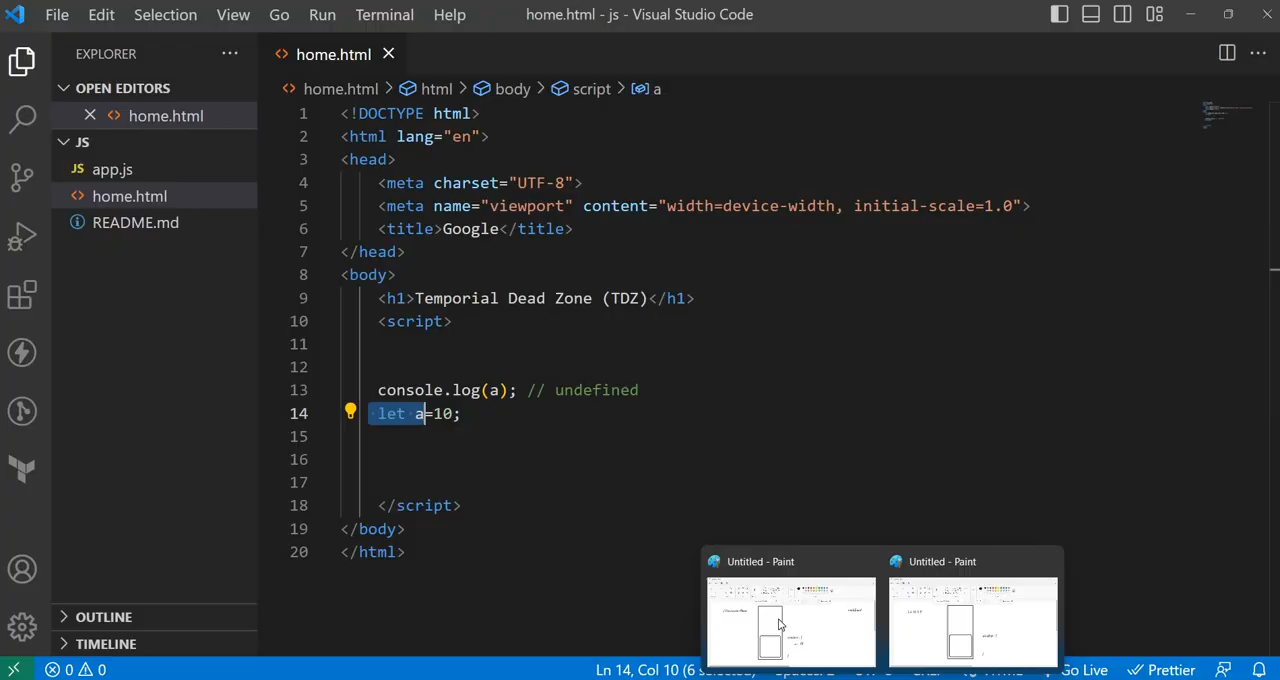 File Edit Selection View Go Run Terminal Help home.html - js - Visual Studio Code
EXPLORER
OPEN EDITORS
home.html
JS
JS app.js
home.html
README.md
OUTLINE
TIMELINE
home.html
home.html > html > body > script > a
1 <!DOCTYPE html>
2 <html lang="en">
3 <head>
4 <meta charset="UTF-8">
5 <meta name="viewport" content="width=device-width, initial-scale=1.0">
6 <title>Google</title>
7 </head>
8 <body>
9 <h1>Temporial Dead Zone (TDZ)</h1>
10 <script>
11
12
13 console.log(a); // undefined
14 let a=10;
15
16
17
18 </script>
19 </body>
20 </html>
Untitled - Paint
Untitled - Paint
0 0 Ln 14, Col 10 (6 selected) Go Live Prettier